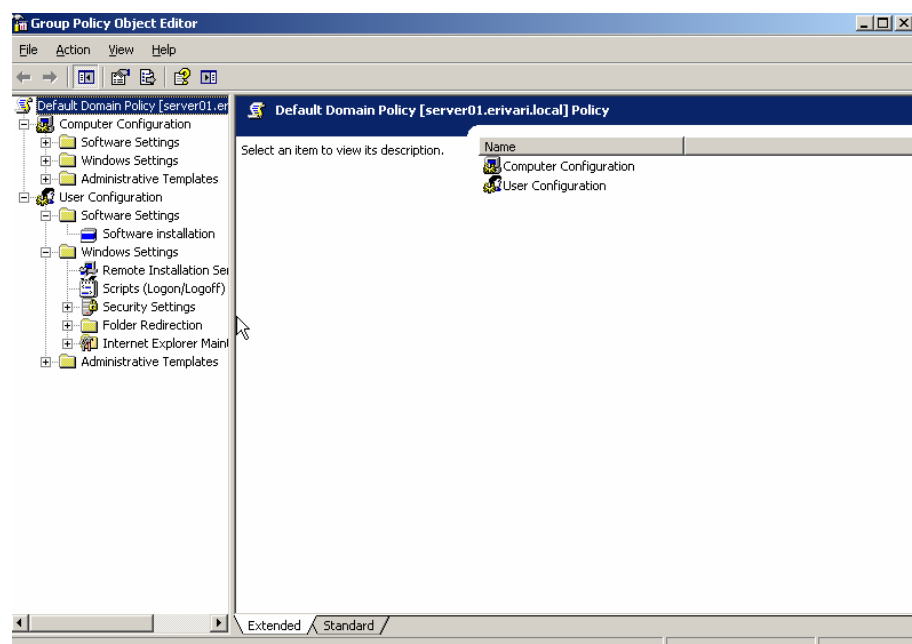 Group Policy Object Editor
File Action View Help
Default Domain Policy [server01.er
Computer Configuration
Software Settings
Windows Settings
Administrative Templates
User Configuration
Software Settings
Software installation
Windows Settings
Remote Installation Ser
Scripts (Logon/Logoff)
Security Settings
Folder Redirection
Internet Explorer Maint
Administrative Templates
Default Domain Policy [server01.erivari.local] Policy
Select an item to view its description.
Name
Computer Configuration
User Configuration
Extended Standard